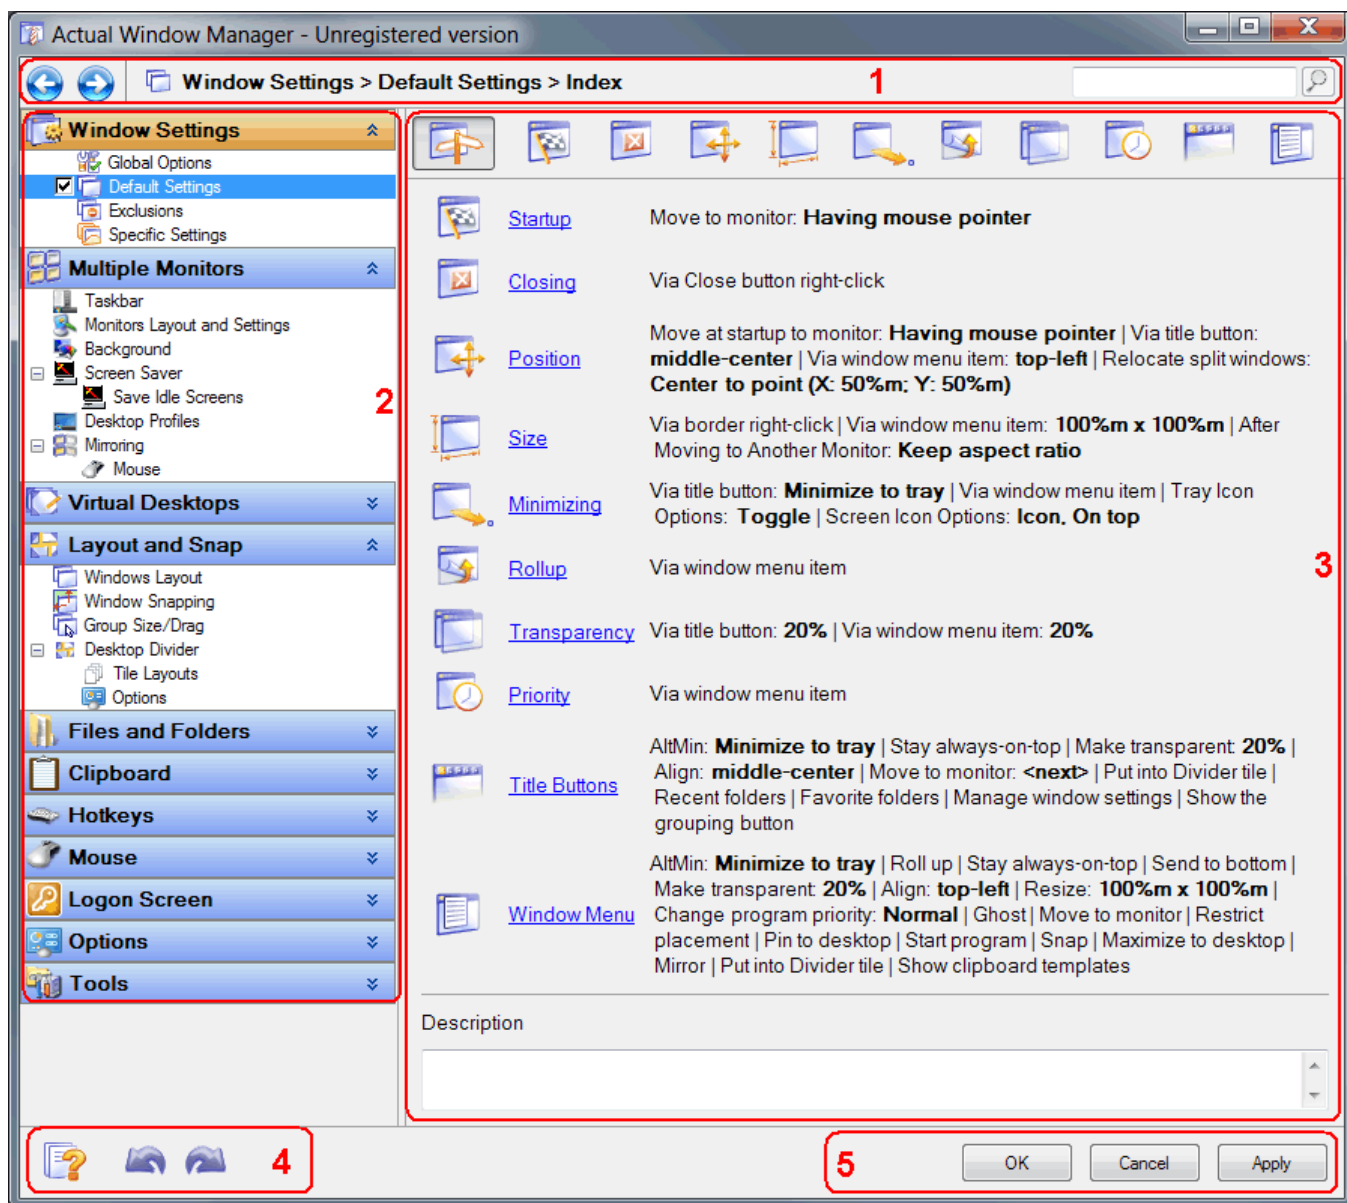 Actual Window Manager - Unregistered version
Window Settings > Default Settings > Index
1
Window Settings
Global Options
Default Settings
Exclusions
Specific Settings
Multiple Monitors
Taskbar
Monitors Layout and Settings
Background
Screen Saver
Save Idle Screens
Desktop Profiles
Mirroring
Mouse
Virtual Desktops
Layout and Snap
Windows Layout
Window Snapping
Group Size/Drag
Desktop Divider
Tile Layouts
Options
Files and Folders
Clipboard
Hotkeys
Mouse
Logon Screen
Options
Tools
2
Startup
Move to monitor: Having mouse pointer
Closing
Via Close button right-click
Position
Move at startup to monitor: Having mouse pointer | Via title button:
middle-center | Via window menu item: top-left | Relocate split windows:
Center to point (X: 50%m; Y: 50%m)
Size
Via border right-click | Via window menu item: 100%m x 100%m | After
Moving to Another Monitor: Keep aspect ratio
Minimizing
Via title button: Minimize to tray | Via window menu item | Tray Icon
Options: Toggle | Screen Icon Options: Icon, On top
Rollup
Via window menu item
3
Transparency
Via title button: 20% | Via window menu item: 20%
Priority
Via window menu item
Title Buttons
AltMin: Minimize to tray | Stay always-on-top | Make transparent: 20% |
Align: middle-center | Move to monitor: <next> | Put into Divider tile |
Recent folders | Favorite folders | Manage window settings | Show the
grouping button
Window Menu
AltMin: Minimize to tray | Roll up | Stay always-on-top | Send to bottom |
Make transparent: 20% | Align: top-left | Resize: 100%m x 100%m |
Change program priority: Normal | Ghost | Move to monitor | Restrict
placement | Pin to desktop | Start program | Snap | Maximize to desktop |
Mirror | Put into Divider tile | Show clipboard templates
Description
4
5
OK
Cancel
Apply